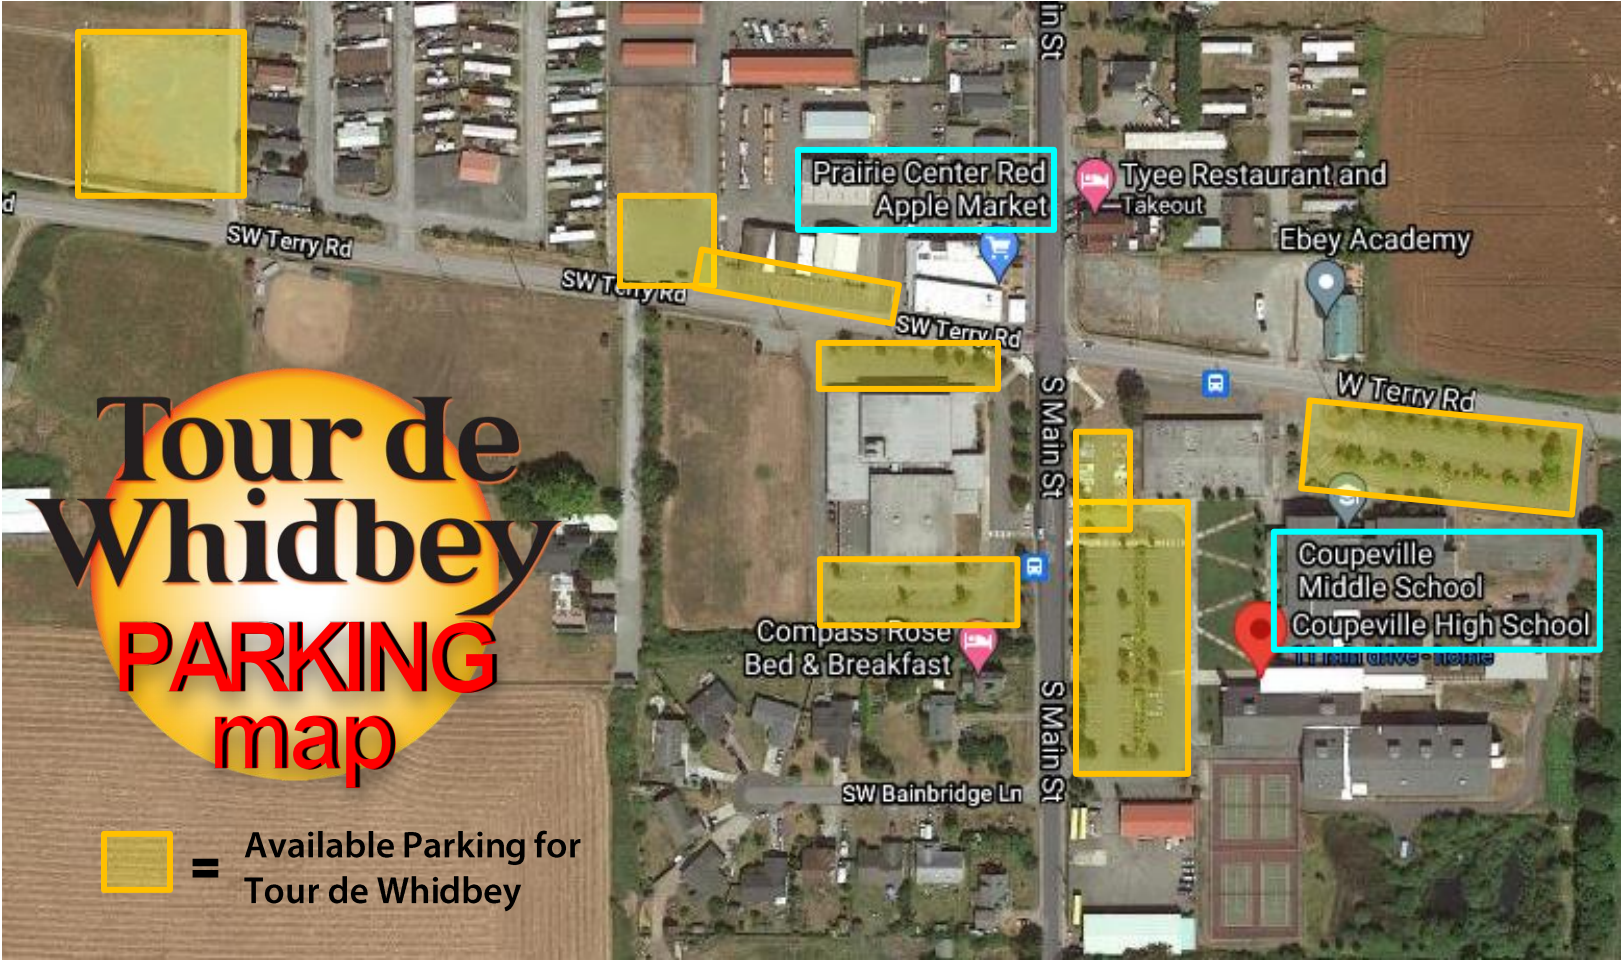 in St
Prairie Center Red
Apple Market
Tyee Restaurant and
Takeout
Ebey Academy
d
SW Terry Rd
SW Terry Rd
SW Terry Rd
W Terry Rd
S Main St
Tour de
Whidbey
PARKING
map
Coupeville
Middle School
Coupeville High School
Compass Rose
Bed & Breakfast
S Main St
SW Bainbridge Ln
= Available Parking for
Tour de Whidbey